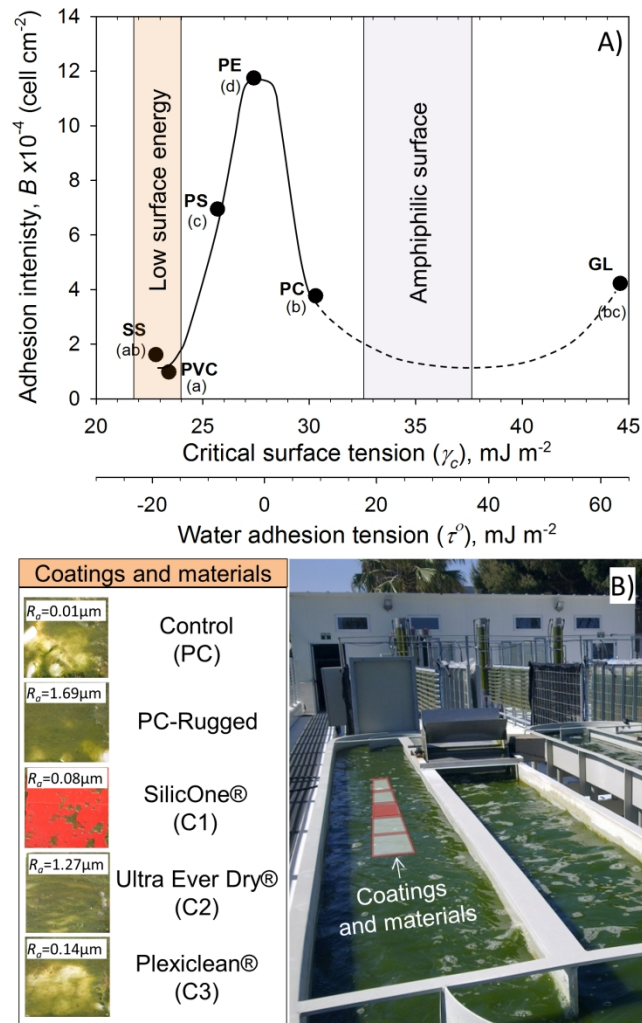 A)
Adhesion intenisty, B x10⁻⁴ (cell cm⁻²)
14
12
10
8
6
4
2
0
Low surface energy
Amphiphilic surface
PE
(d)
PS
(c)
GL
(bc)
PC
(b)
SS
(ab)
PVC
(a)
20 25 30 35 40 45
Critical surface tension (γc), mJ m⁻²
-20 0 20 40 60
Water adhesion tension (τᵒ), mJ m⁻²
Coatings and materials
Rₐ=0.01µm
Control
(PC)
Rₐ=1.69µm
PC-Rugged
Rₐ=0.08µm
SilicOne®
(C1)
Rₐ=1.27µm
Ultra Ever Dry®
(C2)
Rₐ=0.14µm
Plexiclean®
(C3)
B)
Coatings
and materials